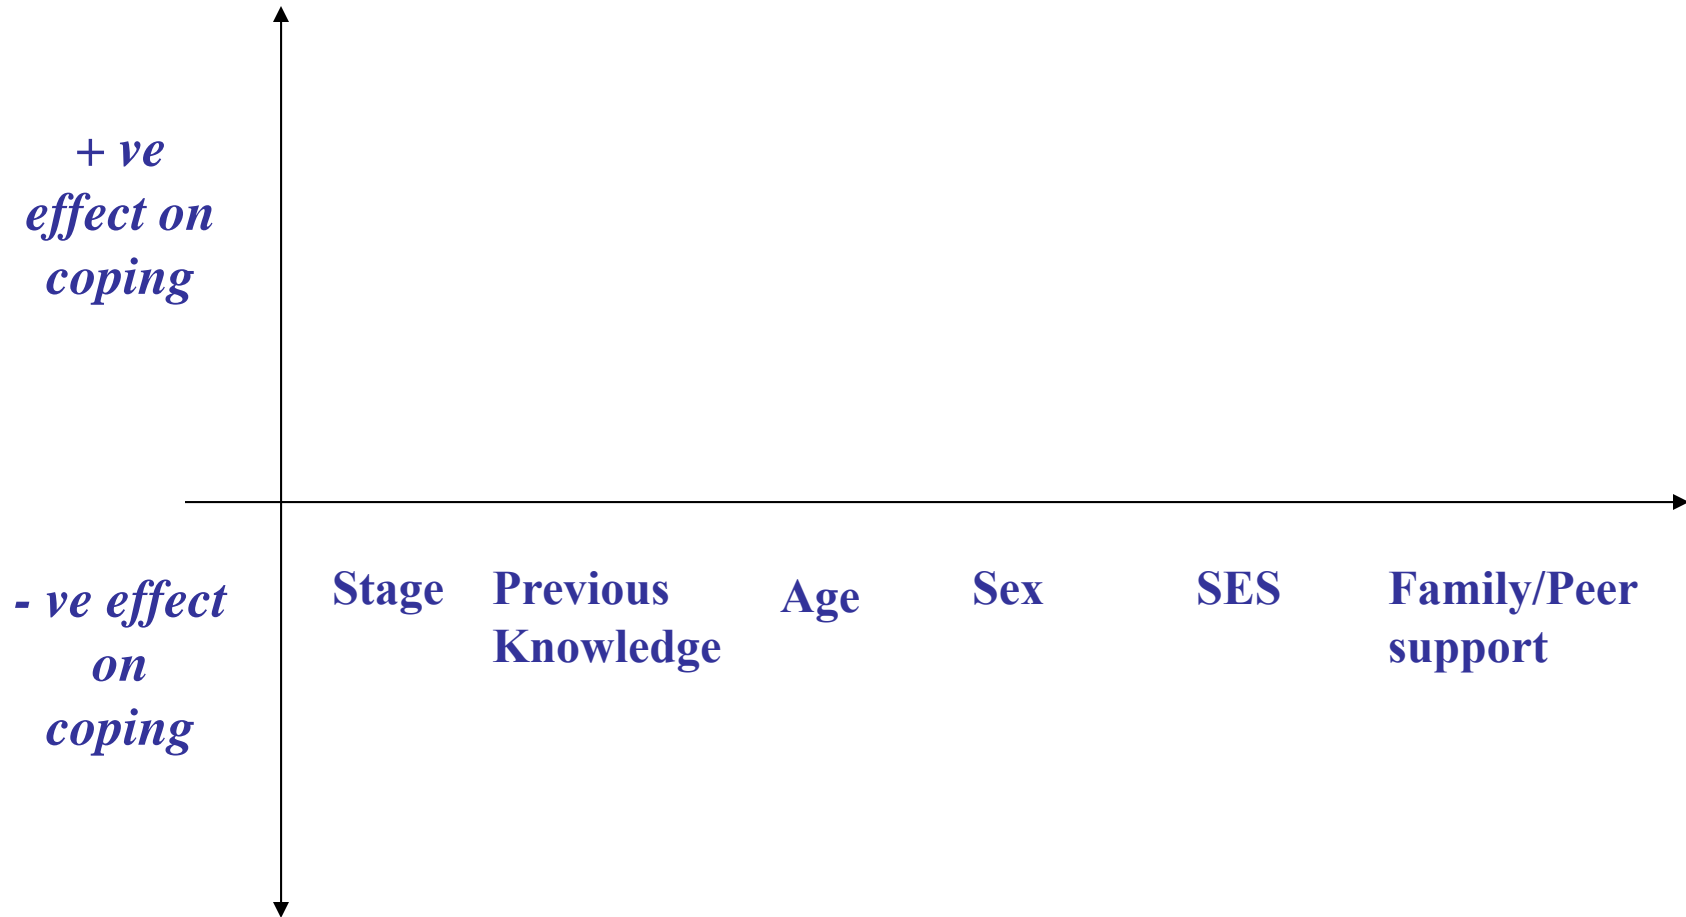 + ve
effect on
coping
- ve effect
on
coping
Stage
Previous
Knowledge
Age
Sex
SES
Family/Peer
support